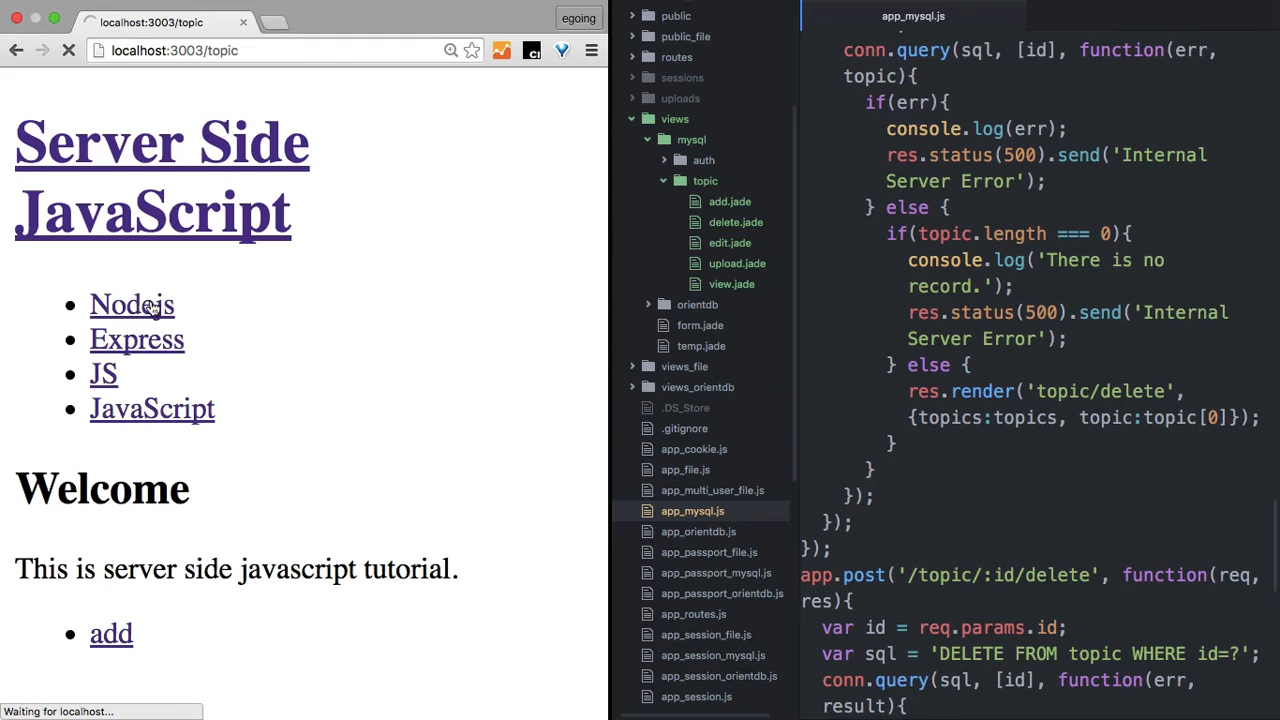 localhost:3003/topic
egoing
localhost:3003/topic
Server Side
JavaScript
Nodejs
Express
JS
JavaScript
Welcome
This is server side javascript tutorial.
add
Waiting for localhost...
public
public_file
routes
sessions
uploads
views
mysql
auth
topic
add.jade
delete.jade
edit.jade
upload.jade
view.jade
orientdb
form.jade
temp.jade
views_file
views_orientdb
.DS_Store
.gitignore
app_cookie.js
app_file.js
app_multi_user_file.js
app_mysql.js
app_orientdb.js
app_passport_file.js
app_passport_mysql.js
app_passport_orientdb.js
app_routes.js
app_session_file.js
app_session_mysql.js
app_session_orientdb.js
app_session.js
app_mysql.js
conn.query(sql, [id], function(err,
topic){
if(err){
console.log(err);
res.status(500).send('Internal
Server Error');
} else {
if(topic.length === 0){
console.log('There is no
record.');
res.status(500).send('Internal
Server Error');
} else {
res.render('topic/delete',
{topics:topics, topic:topic[0]});
}
}
});
});
});
app.post('/topic/:id/delete', function(req,
res){
var id = req.params.id;
var sql = 'DELETE FROM topic WHERE id=?';
conn.query(sql, [id], function(err,
result){